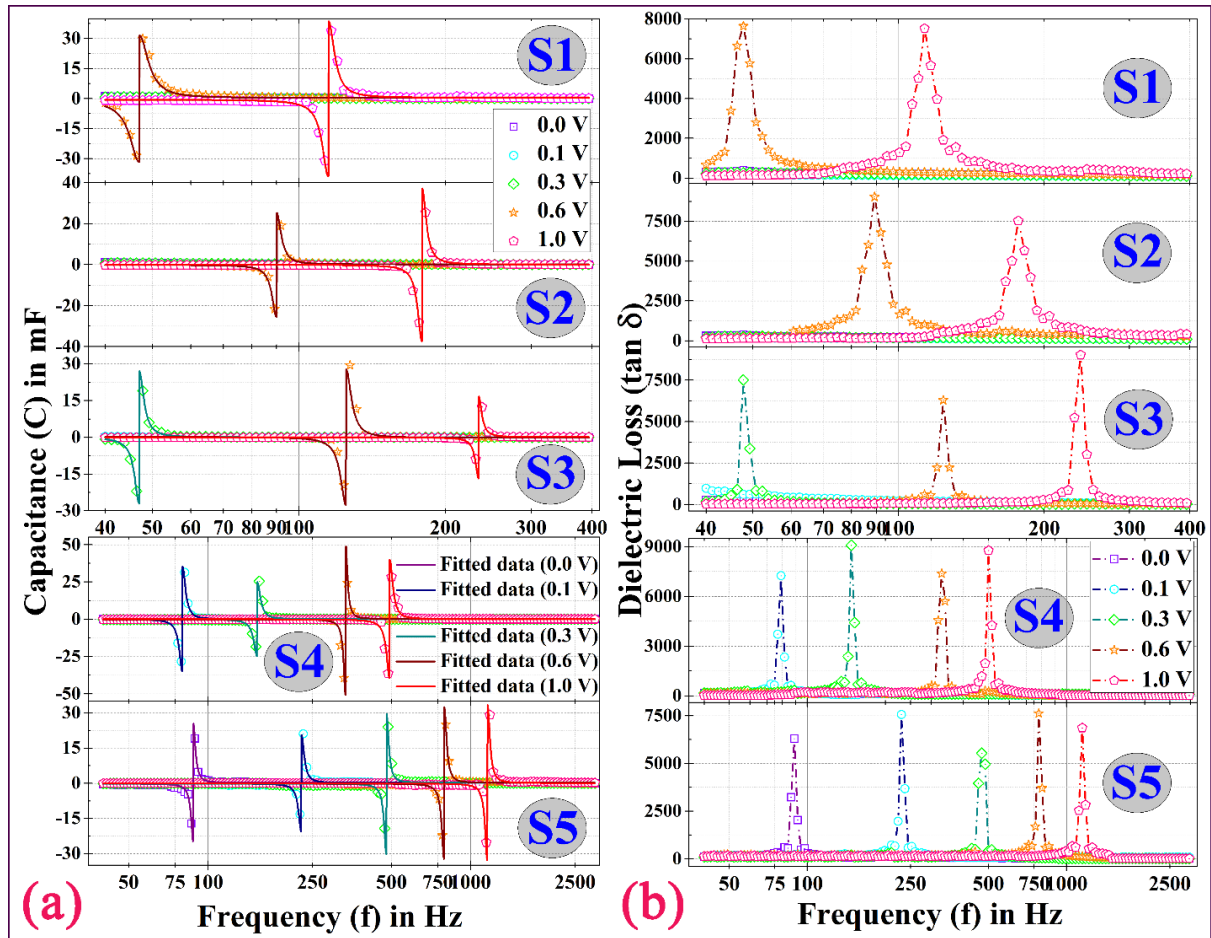 30
15
0
-15
-30
40
20
0
-20
-40
30
15
0
-15
-30
50
25
0
-25
-50
30
15
0
-15
-30
Capacitance (C) in mF
S1
0.0 V
0.1 V
0.3 V
0.6 V
1.0 V
S2
S3
40 50 60 70 80 90 100 200 300 400
S4
Fitted data (0.0 V)
Fitted data (0.1 V)
Fitted data (0.3 V)
Fitted data (0.6 V)
Fitted data (1.0 V)
S5
50 75 100 250 500 750 1000 2500
(a)
Frequency (f) in Hz
8000
6000
4000
2000
0
7500
5000
2500
0
7500
5000
2500
0
9000
6000
3000
0
7500
5000
2500
0
Dielectric Loss (tan δ)
S1
S2
S3
40 50 60 70 80 90 100 200 300 400
S4
0.0 V
0.1 V
0.3 V
0.6 V
1.0 V
S5
50 75 100 250 500 750 1000 2500
(b)
Frequency (f) in Hz